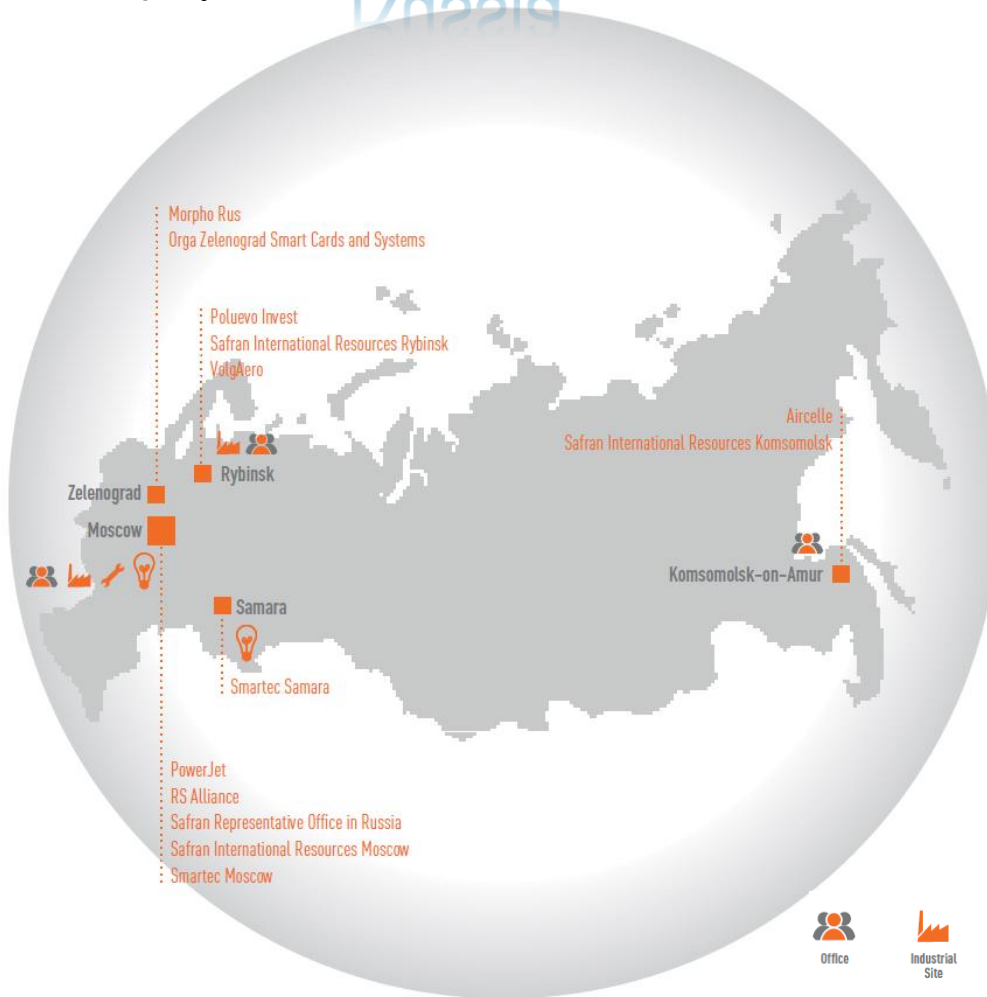 Russia
Morpho Rus
Orga Zelenograd Smart Cards and Systems
Poluevo Invest
Safran International Resources Rybinsk
VolgAero
Aircelle
Safran International Resources Komsomolsk
Rybinsk
Zelenograd
Moscow
Komsomolsk-on-Amur
Samara
Smartec Samara
PowerJet
RS Alliance
Safran Representative Office in Russia
Safran International Resources Moscow
Smartec Moscow
Office
Industrial
Site